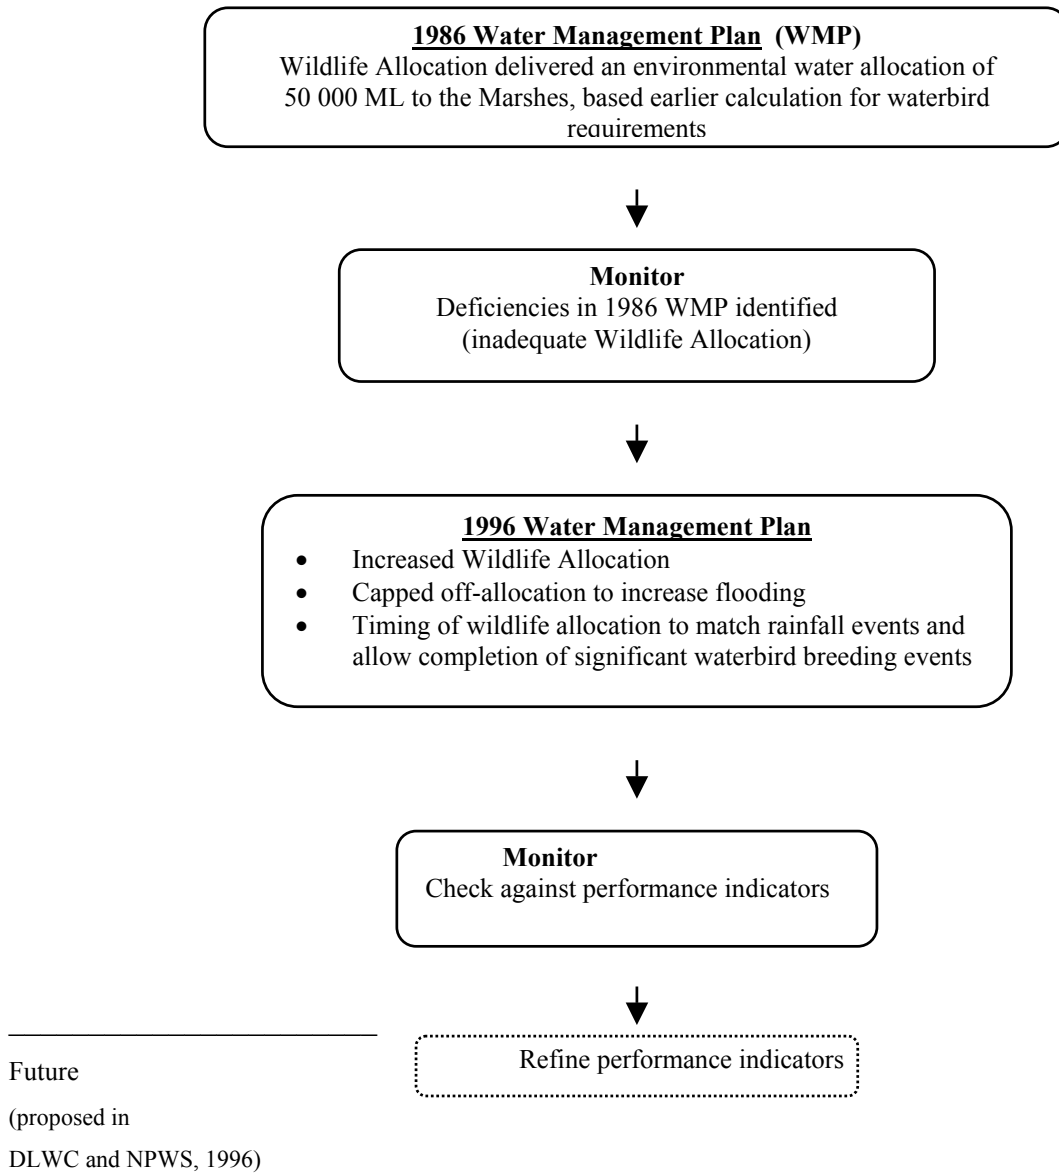 1986 Water Management Plan (WMP)
Wildlife Allocation delivered an environmental water allocation of
50 000 ML to the Marshes, based earlier calculation for waterbird
requirements
Monitor
Deficiencies in 1986 WMP identified
(inadequate Wildlife Allocation)
1996 Water Management Plan
• Increased Wildlife Allocation
• Capped off-allocation to increase flooding
• Timing of wildlife allocation to match rainfall events and
allow completion of significant waterbird breeding events
Monitor
Check against performance indicators
Refine performance indicators
Future
(proposed in
DLWC and NPWS, 1996)